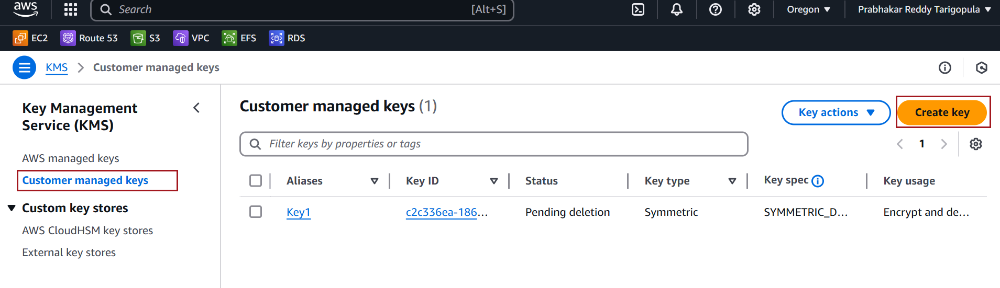 aws
Search [Alt+S]
Oregon ▼ Prabhakar Reddy Tarigopula ▼
EC2 Route 53 S3 VPC EFS RDS
KMS > Customer managed keys
Key Management
Service (KMS)
AWS managed keys
Customer managed keys
Custom key stores
AWS CloudHSM key stores
External key stores
Customer managed keys (1)
Key actions ▼ Create key
Filter keys by properties or tags
< 1 >
Aliases Key ID Status Key type Key spec Key usage
Key1 c2c336ea-186... Pending deletion Symmetric SYMMETRIC_D... Encrypt and de...